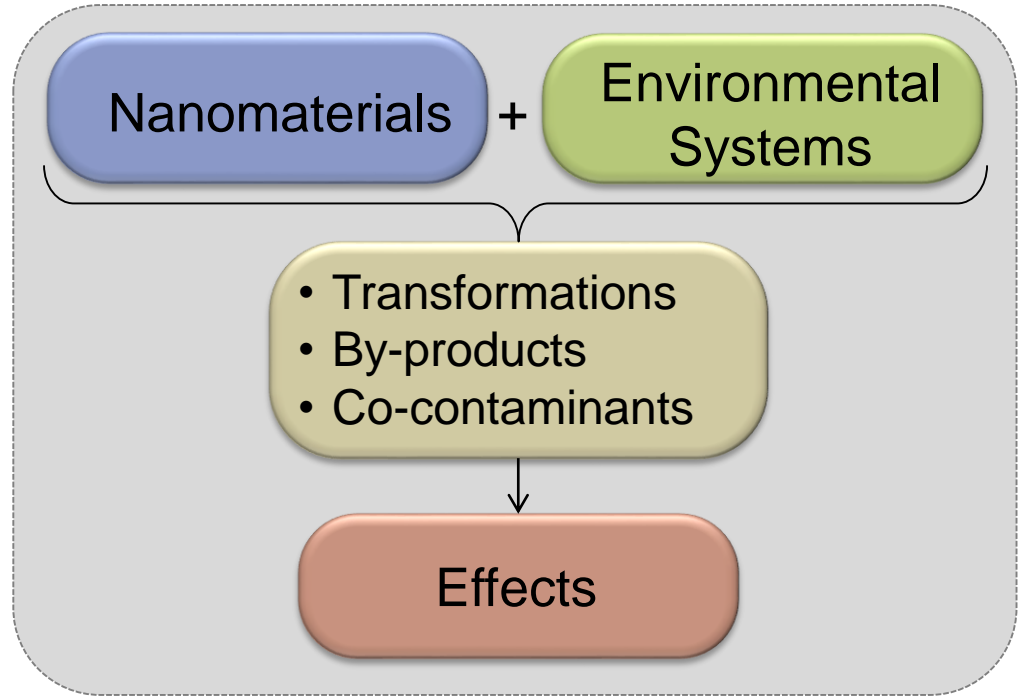 Nanomaterials + Environmental
Systems
• Transformations
• By-products
• Co-contaminants
Effects